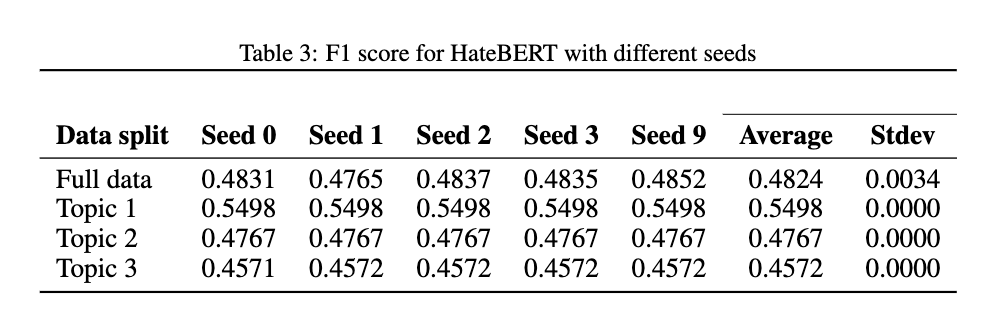 Table 3: F1 score for HateBERT with different seeds
Data split Seed 0 Seed 1 Seed 2 Seed 3 Seed 9 Average Stdev
Full data 0.4831 0.4765 0.4837 0.4835 0.4852 0.4824 0.0034
Topic 1 0.5498 0.5498 0.5498 0.5498 0.5498 0.5498 0.0000
Topic 2 0.4767 0.4767 0.4767 0.4767 0.4767 0.4767 0.0000
Topic 3 0.4571 0.4572 0.4572 0.4572 0.4572 0.4572 0.0000